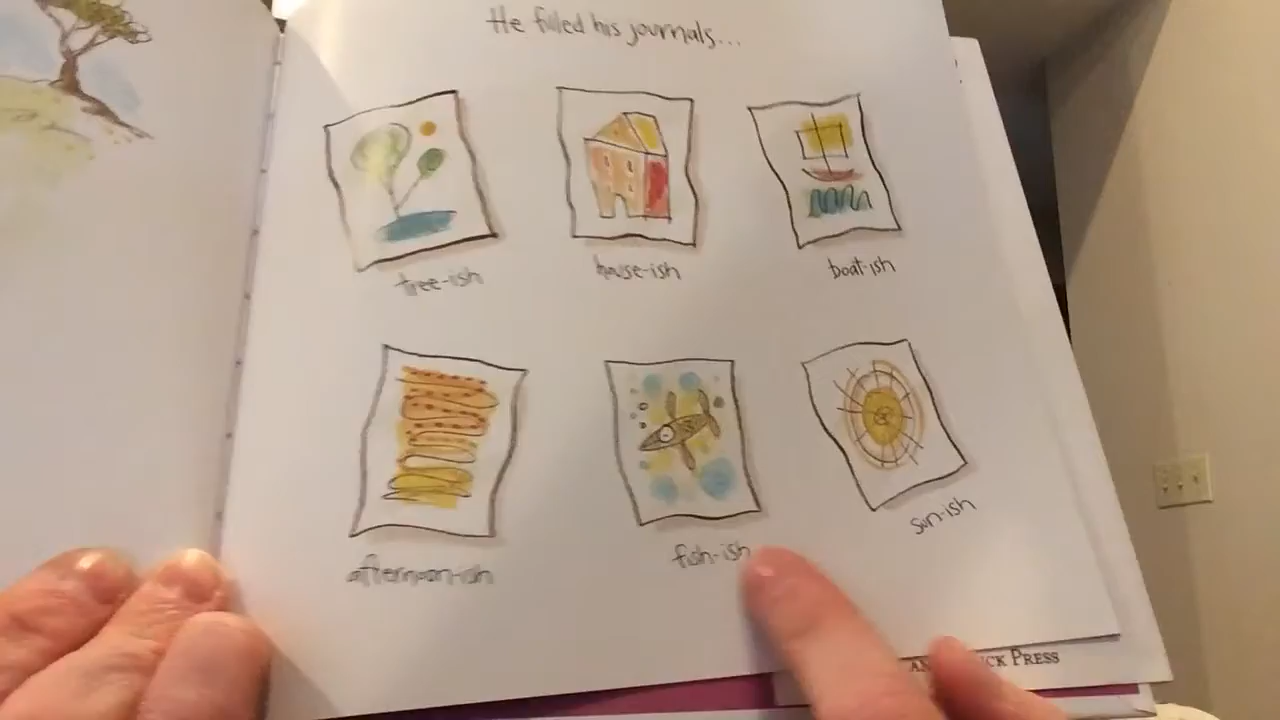 He filled his journals...
tree-ish
house-ish
boat-ish
afternoon-ish
fish-ish
sun-ish
Press